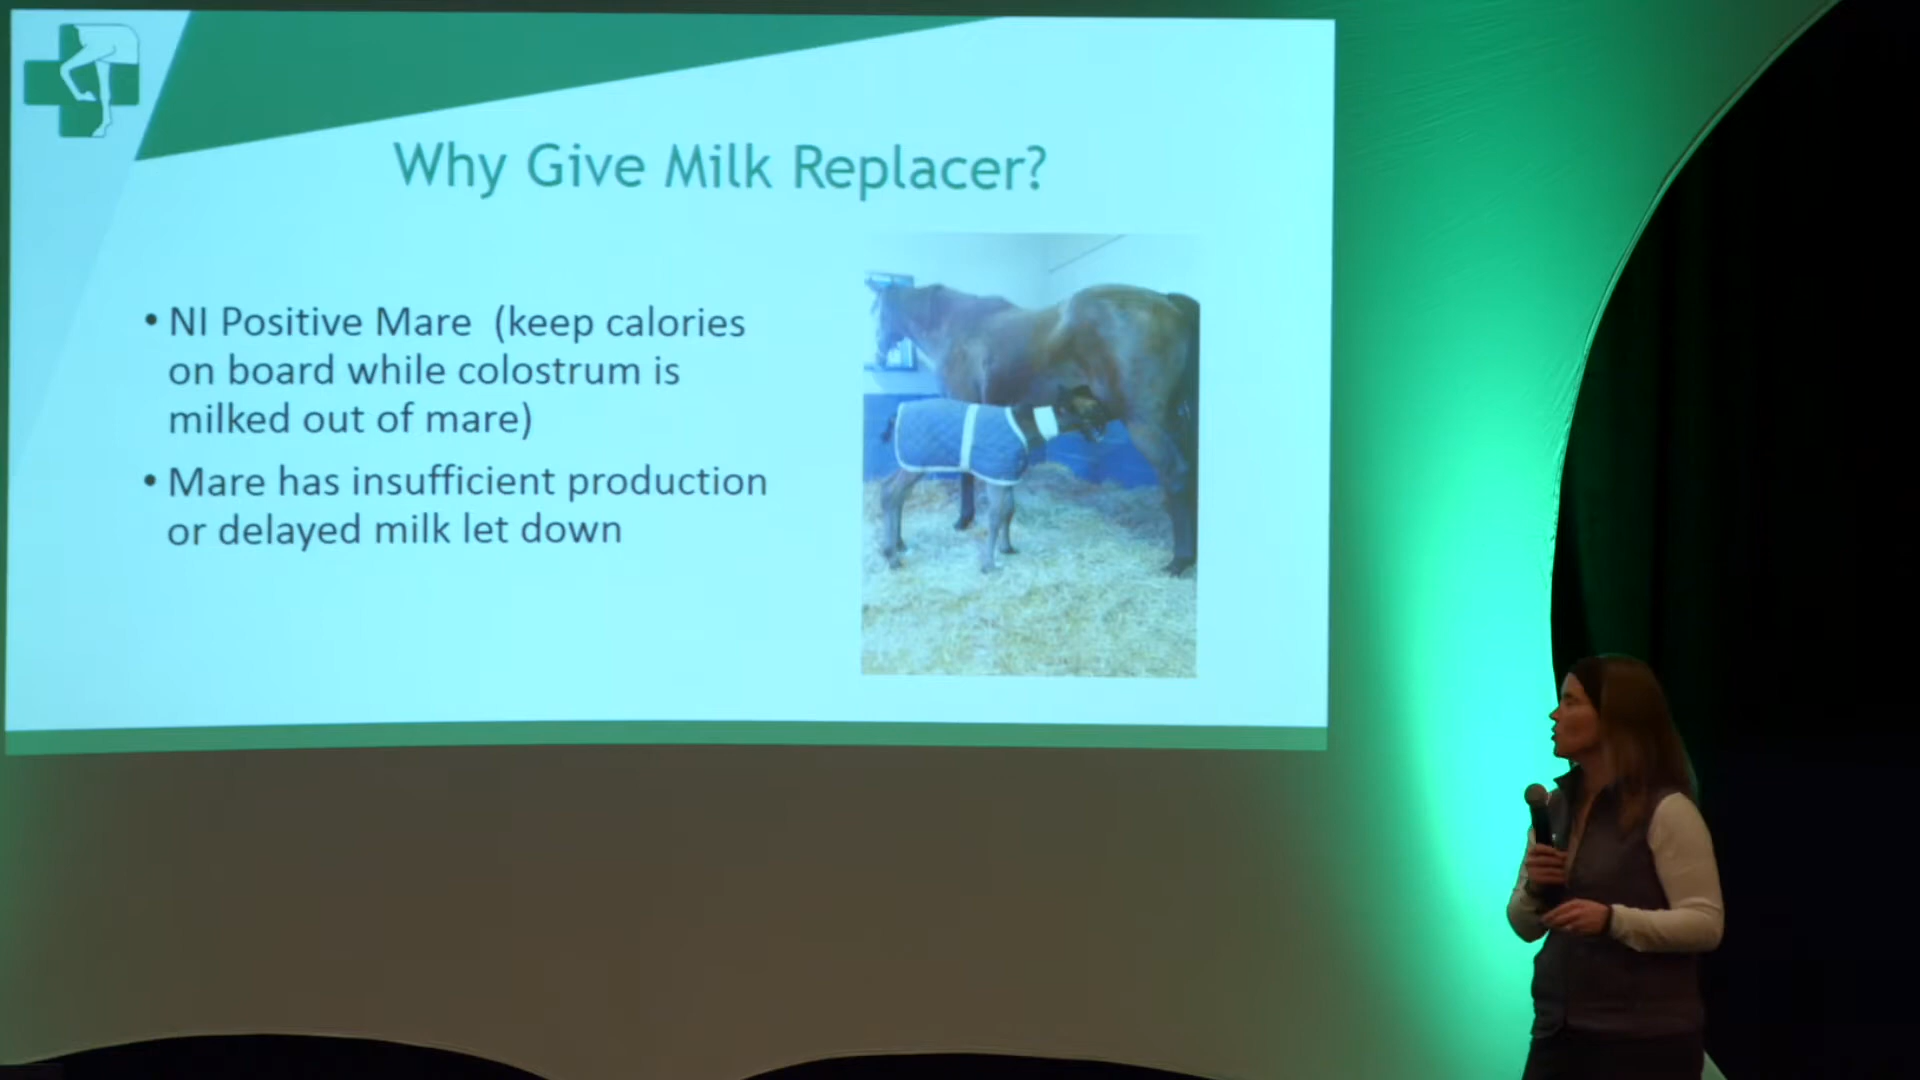 Why Give Milk Replacer?
• NI Positive Mare (keep calories
on board while colostrum is
milked out of mare)
• Mare has insufficient production
or delayed milk let down